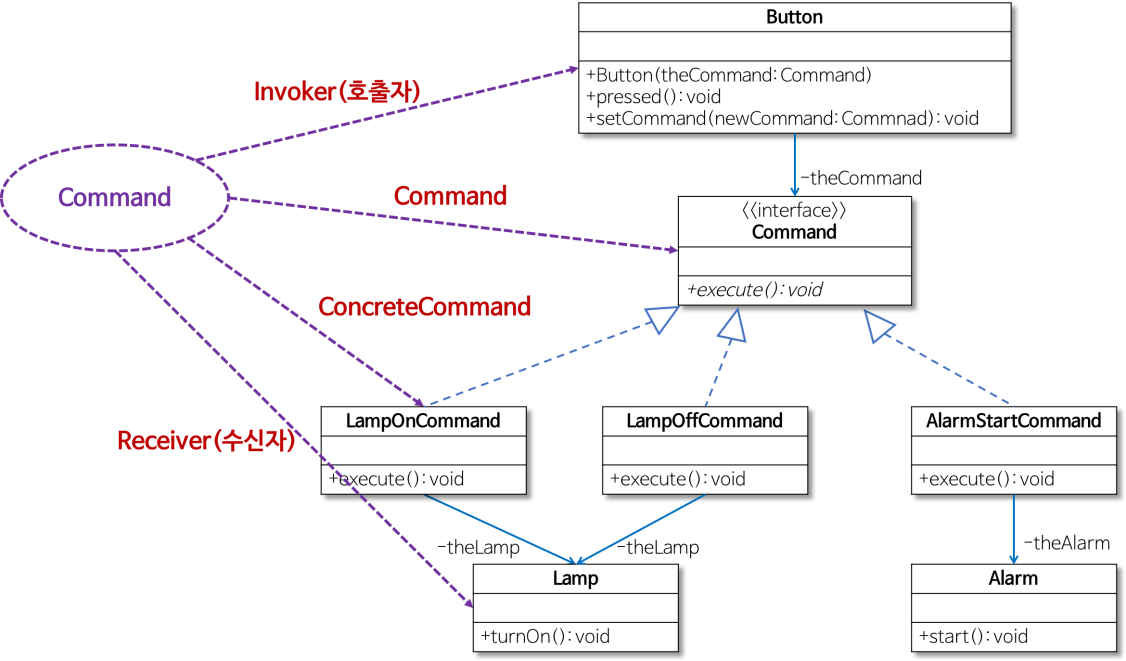 Button
+Button(theCommand: Command)
+pressed(): void
+setCommand(newCommand: Commnad): void
Invoker(호출자)
-theCommand
Command
Command
<<interface>>
Command
+execute(): void
ConcreteCommand
LampOnCommand
+execute(): void
LampOffCommand
+execute(): void
AlarmStartCommand
+execute(): void
Receiver(수신자)
-theLamp
-theLamp
-theAlarm
Lamp
+turnOn(): void
Alarm
+start(): void